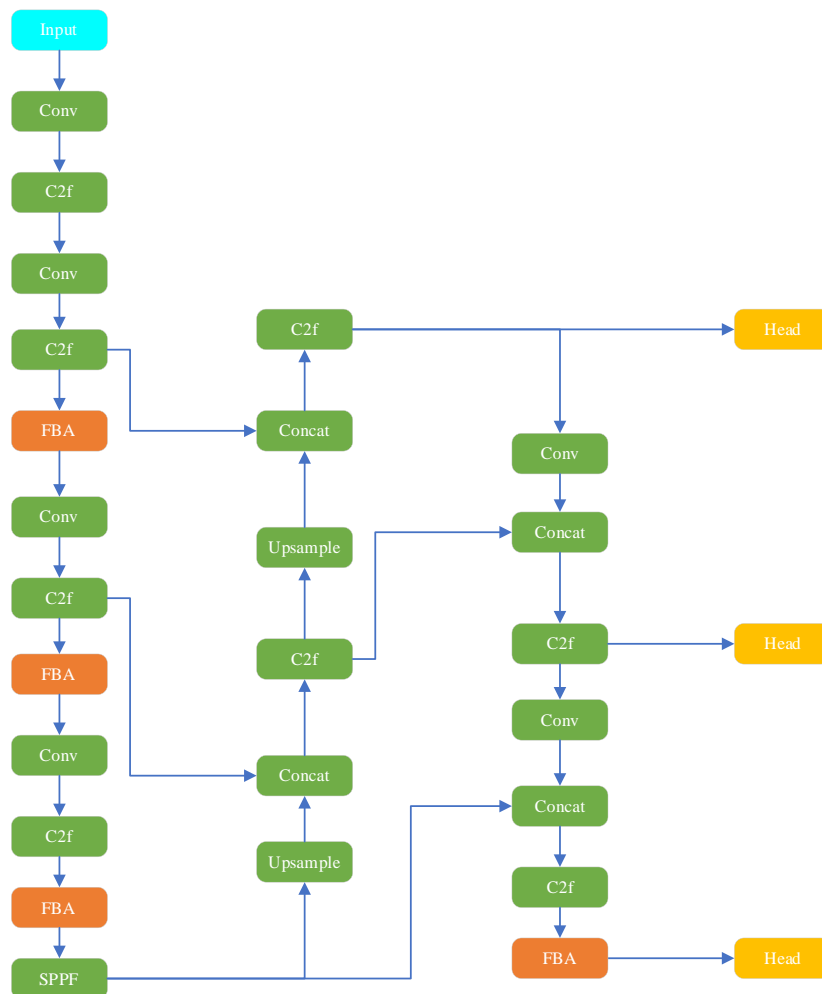 Input
Conv
C2f
Conv
C2f
FBA
Conv
C2f
FBA
Conv
C2f
FBA
SPPF
C2f
Concat
Upsample
C2f
Concat
Upsample
Conv
Concat
C2f
Conv
Concat
C2f
FBA
Head
Head
Head